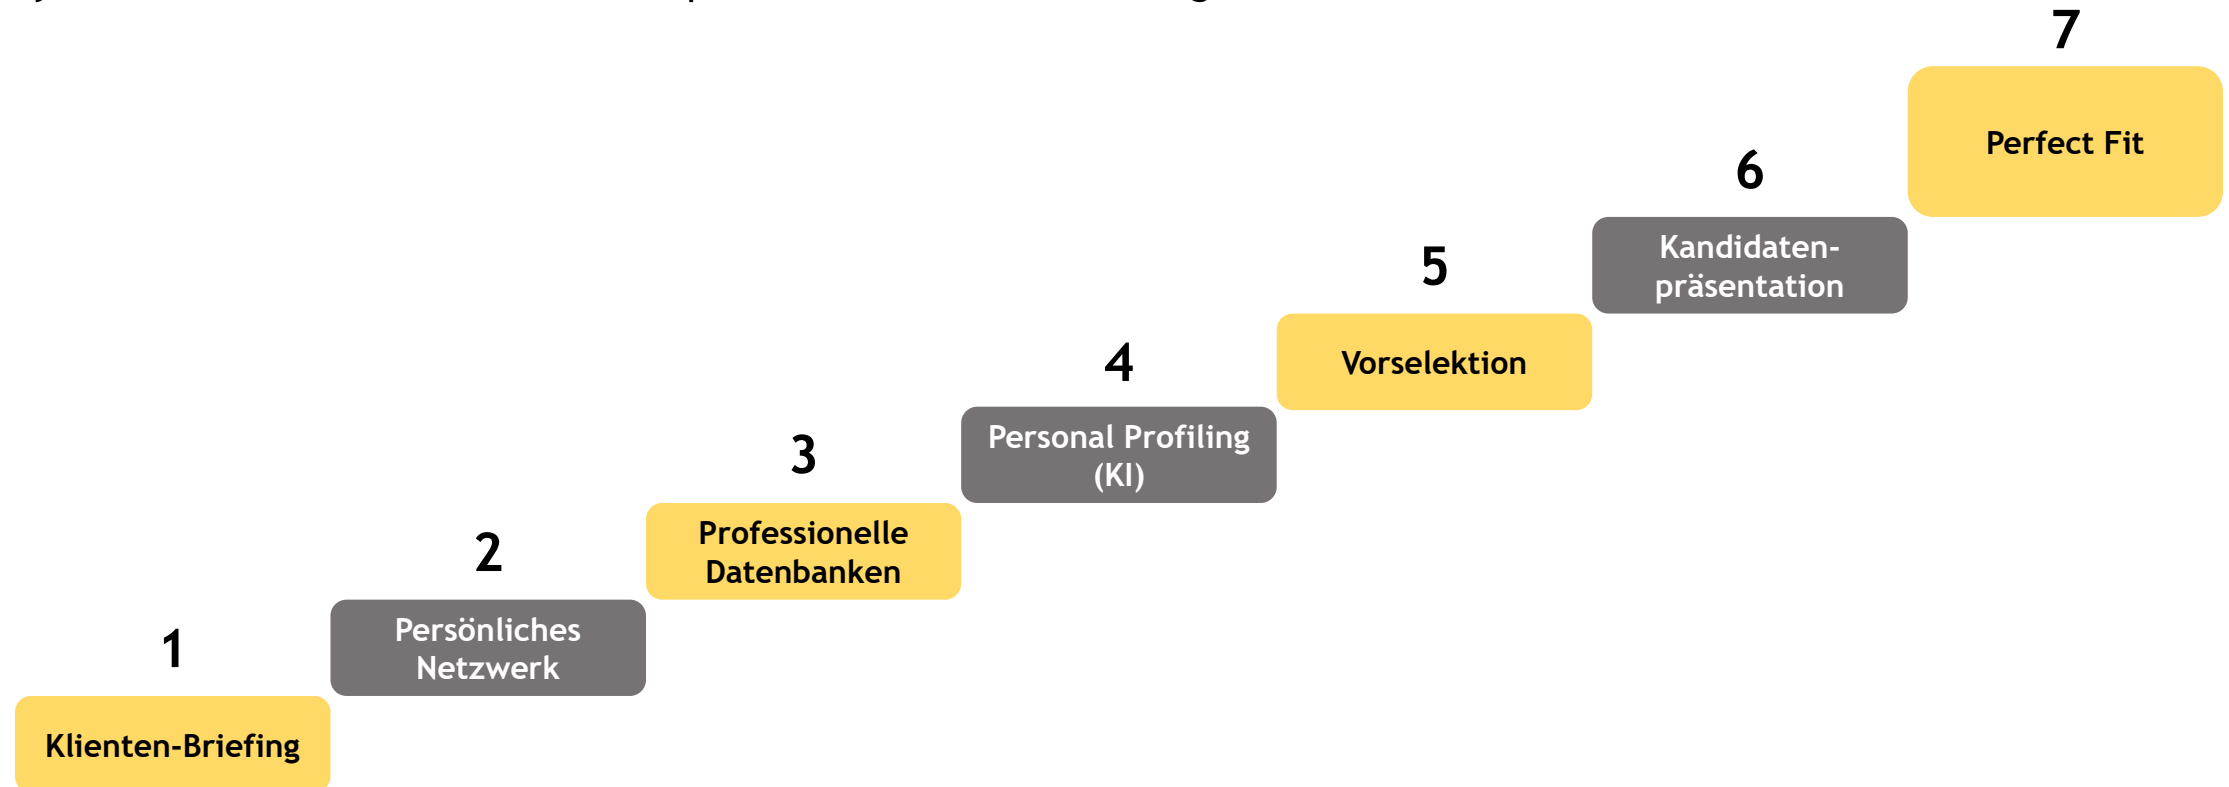 1
Klienten-Briefing
2
Persönliches
Netzwerk
3
Professionelle
Datenbanken
4
Personal Profiling
(KI)
5
Vorselektion
6
Kandidaten-
präsentation
7
Perfect Fit